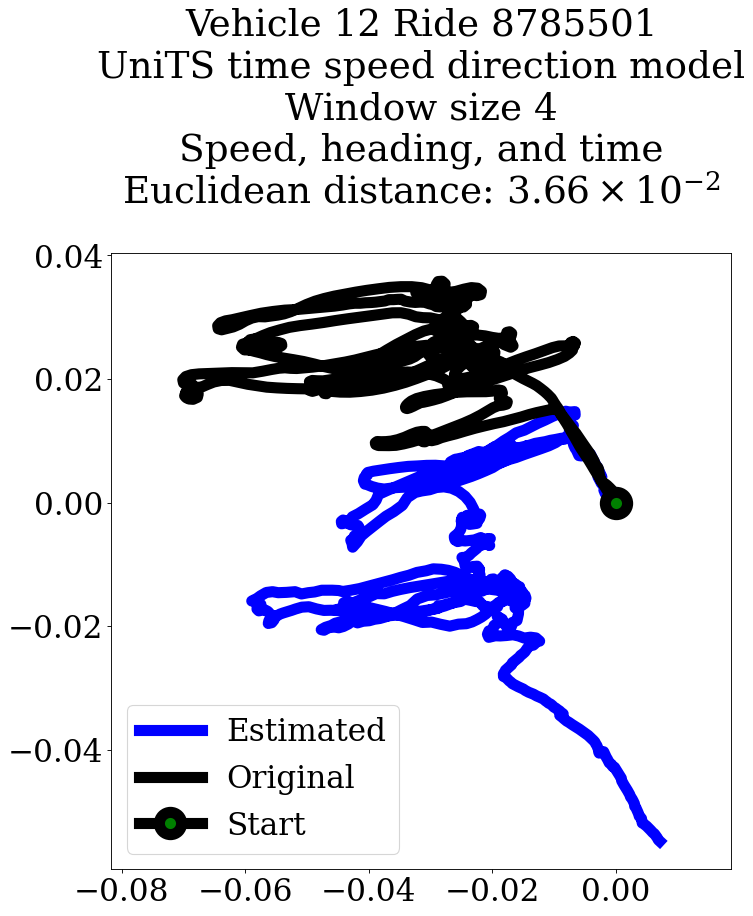 Vehicle 12 Ride 8785501
UniTS time speed direction model
Window size 4
Speed, heading, and time
Euclidean distance: 3.66 × 10⁻²
0.04
0.02
0.00
−0.02
−0.04
Estimated
Original
Start
−0.08 −0.06 −0.04 −0.02 0.00